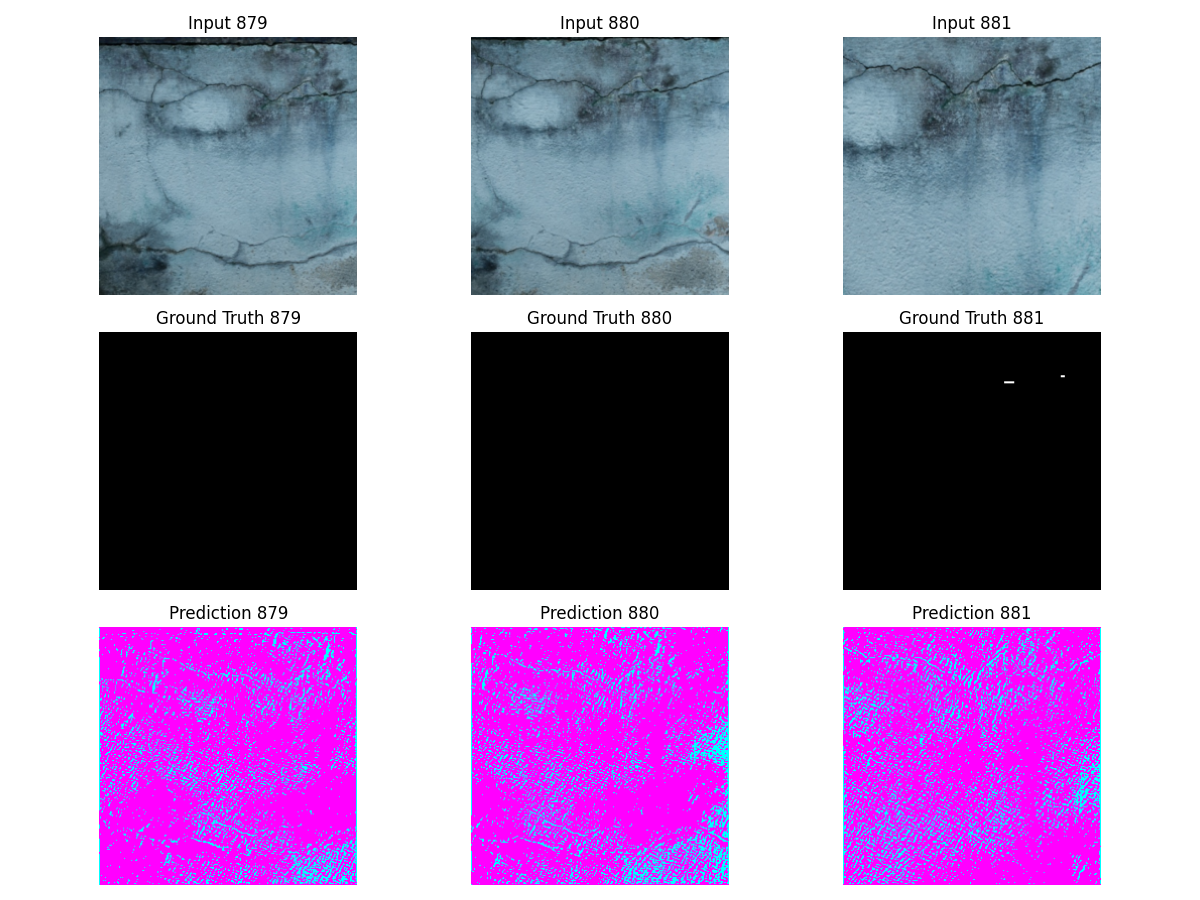 Input 879
Input 880
Input 881
Ground Truth 879
Ground Truth 880
Ground Truth 881
Prediction 879
Prediction 880
Prediction 881